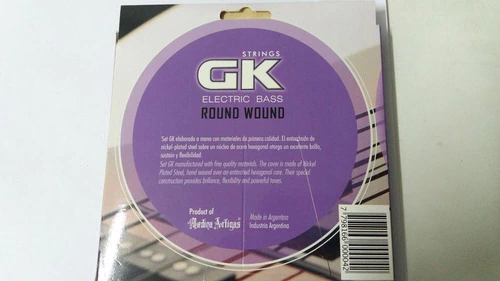 STRINGS
GK
ELECTRIC BASS
ROUND WOUND
Set GK elaborado a mano con materiales de primera calidad. El entorchado de
nickel-plated steel sobre un núcleo de acero hexagonal otorga un excelente brillo,
sustain y flexibilidad.
Set GK manufactured with fine quality materials. The cover is made of Nickel
Plated Steel, hand wound over an entorched hexagonal core. Their special
construction provides brilliance, flexibility and powerful tones.
Product of
Medina Artigas
Made in Argentina
Industria Argentina
7798166000042